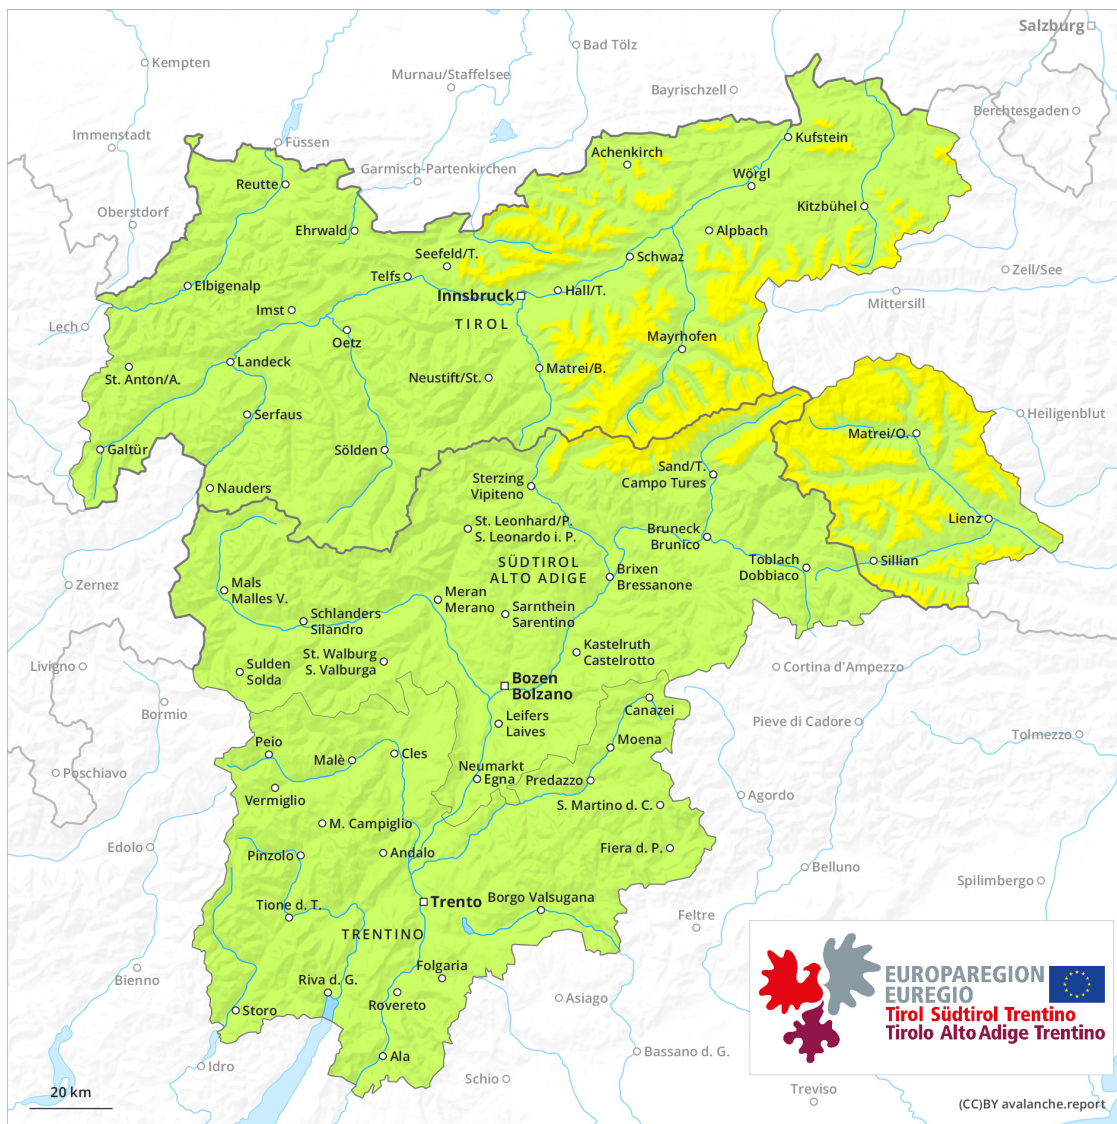 Salzburg
Bad Tölz
Kempten
Murnau/Staffelsee
Bayrischzell
Berchtesgaden
Immenstadt
Füssen
Kufstein
Achenkirch
Garmisch-Partenkirchen
Wörgl
Reutte
Oberstdorf
Kitzbühel
Ehrwald
Alpbach
Seefeld/T.
Schwaz
Zell/See
Telfs
Elbigenalp
Hall/T.
Innsbruck
Mittersill
Imst
TIROL
Lech
Mayrhofen
Oetz
Landeck
Matrei/B.
St. Anton/A.
Neustift/St.
Serfaus
Heiligenblut
Matrei/O.
Galtür
Sölden
Sand/T.
Campo Tures
Sterzing
Vipiteno
Nauders
Lienz
St. Leonhard/P.
S. Leonardo i. P.
Bruneck
Brunico
SÜDTIROL
ALTO ADIGE
Toblach
Dobbiaco
Sillian
Brixen
Bressanone
Zernez
Mals
Malles V.
Meran
Merano
Schlanders
Silandro
Sarnthein
Sarentino
Kastelruth
Castelrotto
St. Walburg
S. Valburga
Livigno
Sulden
Solda
Cortina d'Ampezzo
Bozen
Bolzano
Bormio
Canazei
Leifers
Laives
Pieve di Cadore
Tolmezzo
Peio
Moena
Malè
Cles
Poschiavo
Neumarkt
Egna
Predazzo
Vermiglio
Agordo
S. Martino d. C.
M. Campiglio
Edolo
Fiera d. P.
Pinzolo
Andalo
Belluno
Spilimbergo
Borgo Valsugana
Trento
Tione d. T.
Feltre
TRENTINO
Folgaria
Bienno
Riva d. G.
Rovereto
Asiago
Storo
Ala
Bassano d. G.
Idro
Schio
Treviso
EUROPAREGION
EUREGIO
Tirol Südtirol Trentino
Tirolo Alto Adige Trentino
20 km
(CC)BY avalanche.report